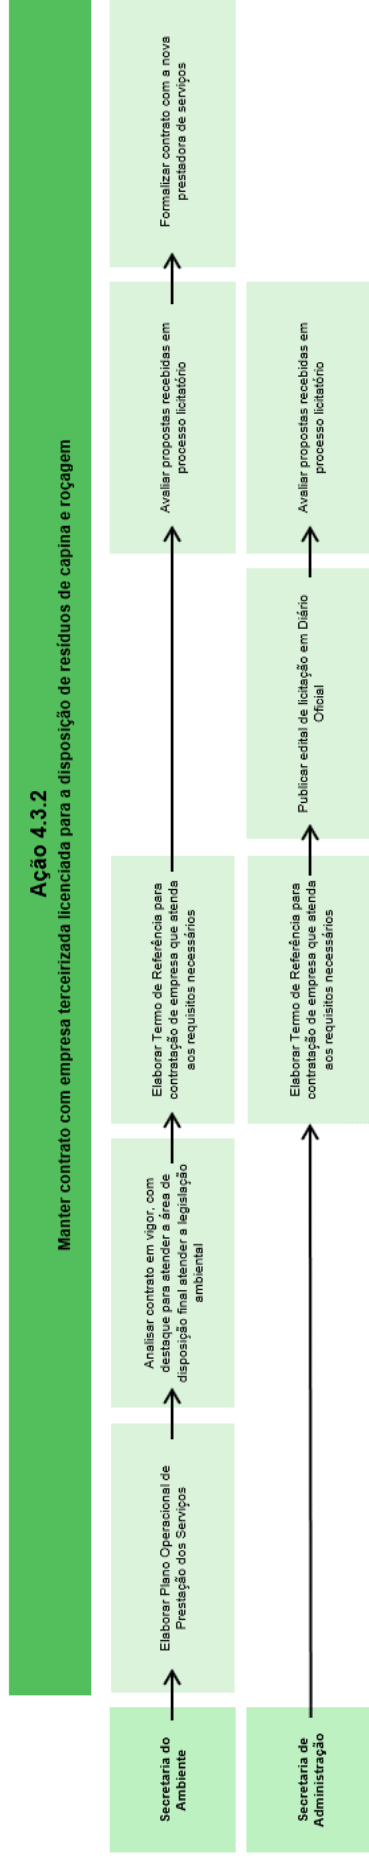 Ação 4.3.2
Manter contrato com empresa terceirizada licenciada para a disposição de resíduos de capina e roçagem
Secretaria do
Ambiente
Elaborar Plano Operacional de
Prestação dos Serviços
Analisar contrato em vigor, com
destaque para atender a área de
disposição final atender a legislação
ambiental
Elaborar Termo de Referência para
contratação de empresa que atenda
aos requisitos necessários
Avaliar propostas recebidas em
processo licitatório
Formalizar contrato com a nova
prestadora de serviços
Secretaria de
Administração
Elaborar Termo de Referência para
contratação de empresa que atenda
aos requisitos necessários
Publicar edital de licitação em Diário
Oficial
Avaliar propostas recebidas em
processo licitatório